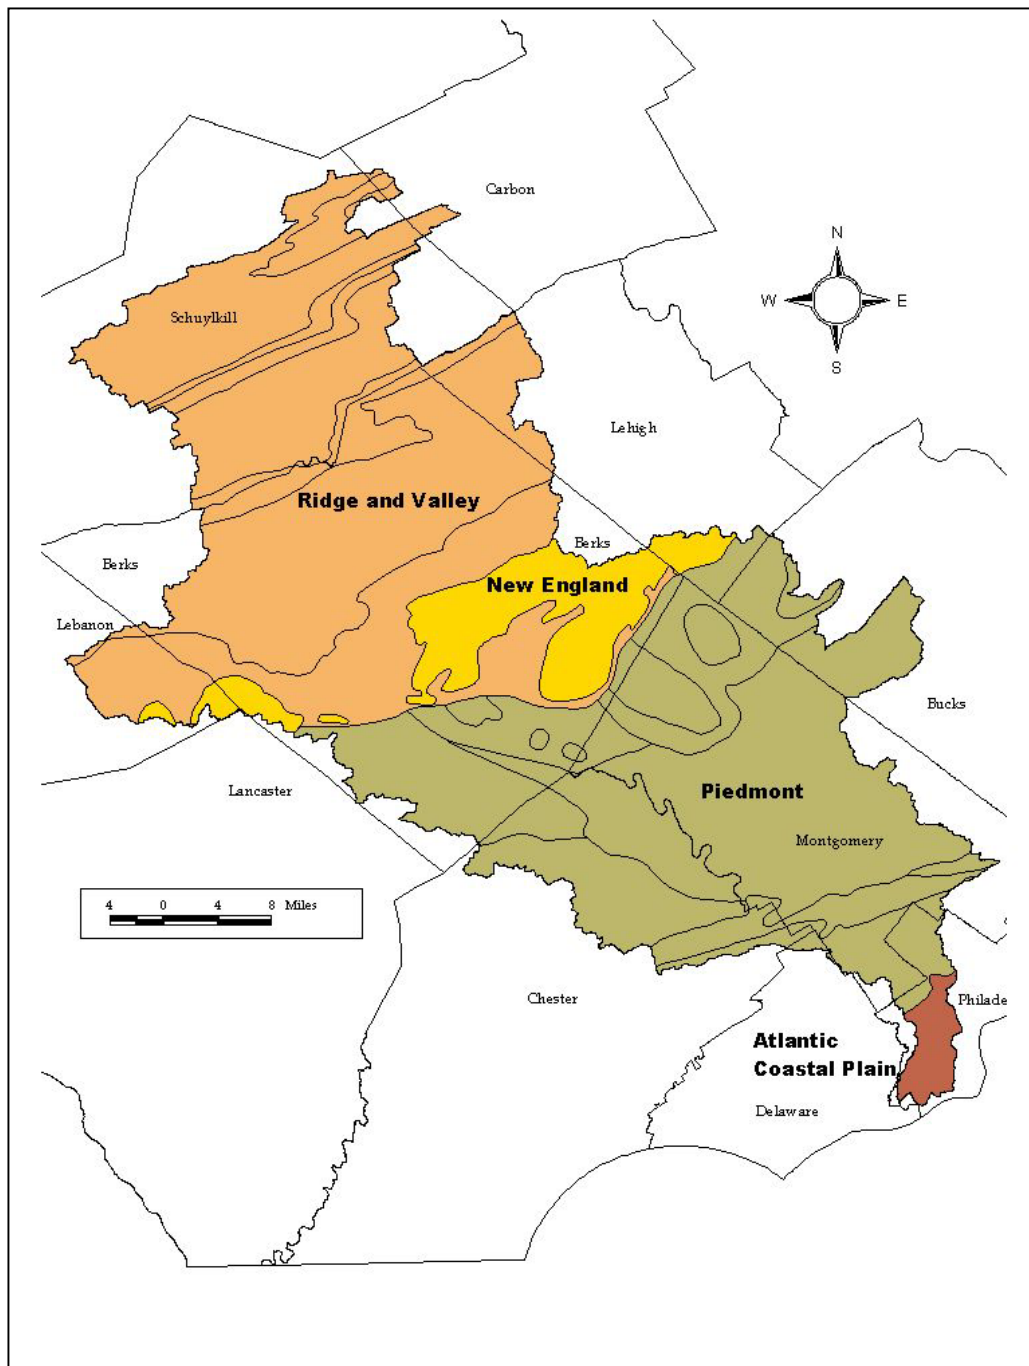 Carbon
N
W E
S
Schuylkill
Lehigh
Ridge and Valley
Berks
Berks
New England
Lebanon
Bucks
Lancaster
Piedmont
Montgomery
4 0 4 8 Miles
Chester
Philade
Atlantic
Coastal Plain
Delaware